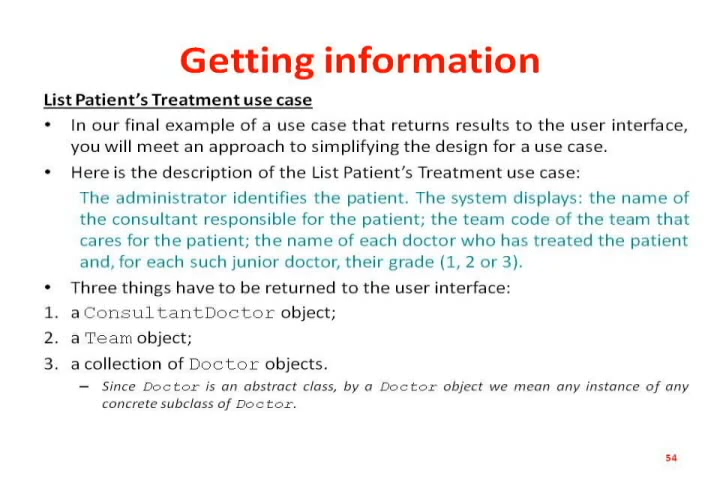 Getting information
List Patient's Treatment use case
• In our final example of a use case that returns results to the user interface,
you will meet an approach to simplifying the design for a use case.
• Here is the description of the List Patient's Treatment use case:
The administrator identifies the patient. The system displays: the name of
the consultant responsible for the patient; the team code of the team that
cares for the patient; the name of each doctor who has treated the patient
and, for each such junior doctor, their grade (1, 2 or 3).
• Three things have to be returned to the user interface:
1. a ConsultantDoctor object;
2. a Team object;
3. a collection of Doctor objects.
– Since Doctor is an abstract class, by a Doctor object we mean any instance of any
concrete subclass of Doctor.
54